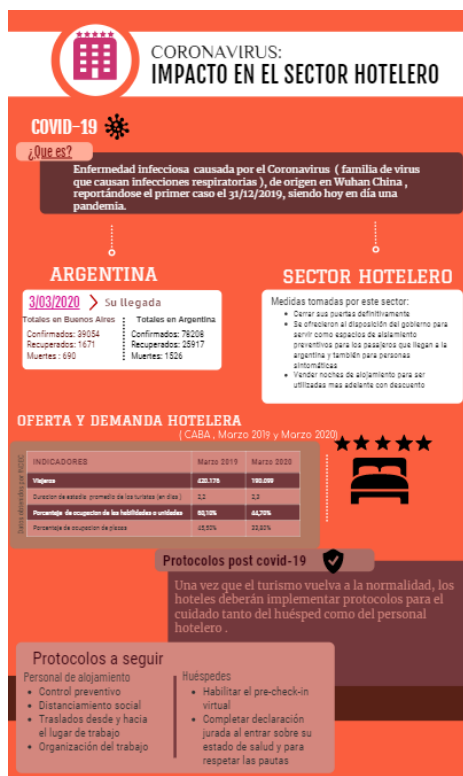 CORONAVIRUS:
IMPACTO EN EL SECTOR HOTELERO
COVID-19
¿Que es?
Enfermedad infecciosa causada por el Coronavirus ( familia de virus
que causan infecciones respiratorias ), de origen en Wuhan China ,
reportándose el primer caso el 31/12/2019, siendo hoy en día una
pandemia.
ARGENTINA
3/03/2020 Su llegada
Totales en Buenos Aires
Confirmados: 39054
Recuperados: 1671
Muertes : 690
Totales en Argentina
Confirmados: 78208
Recuperados: 25917
Muertes: 1526
SECTOR HOTELERO
Medidas tomadas por este sector:
Cerrar sus puertas definitivamente
Se ofrecieron al disposición del gobierno para
servir como espacios de aislamiento
preventivos para los pasajeros que llegan a la
argentina y también para personas
sintomáticas
Vender noches de alojamiento para ser
utilizadas mas adelante con descuento
OFERTA Y DEMANDA HOTELERA
( CABA , Marzo 2019 y Marzo 2020)
INDICADORES Marzo 2019 Marzo 2020
Viajeros 420.176 190.099
Duracion de estadia promedio de los turistas (en dias )
Porcentaje de ocupacion de las habilidades o unidades
Porcentaje de ocupacion de plazas
Protocolos post covid-19
Una vez que el turismo vuelva a la normalidad, los
hoteles deberán implementar protocolos para el
cuidado tanto del huésped como del personal
hotelero .
Protocolos a seguir
Personal de alojamiento
Control preventivo
Distanciamiento social
Traslados desde y hacia
el lugar de trabajo
Organización del trabajo
Huéspedes
Habilitar el pre-check-in
virtual
Completar declaración
jurada al entrar sobre su
estado de salud y para
respetar las pautas